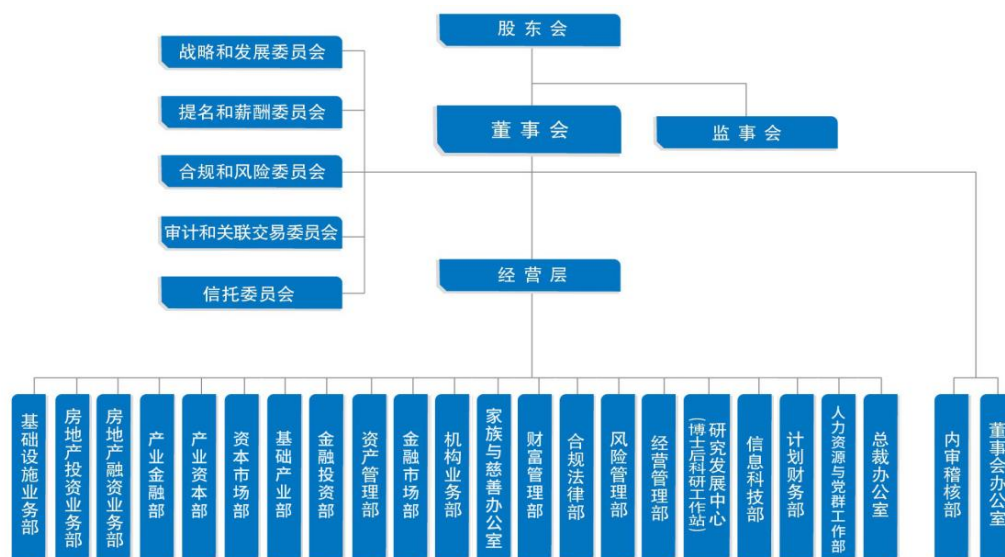 股东会
战略和发展委员会
提名和薪酬委员会
董事会
监事会
合规和风险委员会
审计和关联交易委员会
经营层
信托委员会
基础设施业务部
房地产投资业务部
房地产融资业务部
产业金融部
产业资本部
资本市场部
基础产业部
金融投资部
资产管理部
金融市场部
机构业务部
家族与慈善办公室
财富管理部
合规法律部
风险管理部
经营管理部
研究发展中心
(博士后科研工作站)
信息科技部
计划财务部
人力资源与党群工作部
总裁办公室
内审稽核部
董事会办公室